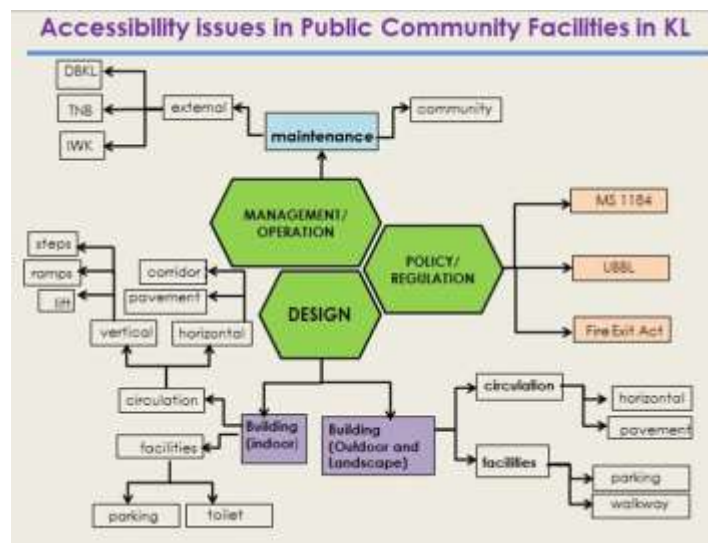 Accessibility issues in Public Community Facilities in KL
DBKL
TNB
IWK
external
community
maintenance
MANAGEMENT/
OPERATION
POLICY/
REGULATION
DESIGN
MS 1184
UBBL
Fire Exit Act
steps
ramps
lift
corridor
pavement
vertical
horizontal
circulation
facilities
parking
toilet
Building
(indoor)
Building
(Outdoor and
Landscape)
circulation
horizontal
pavement
facilities
parking
walkway